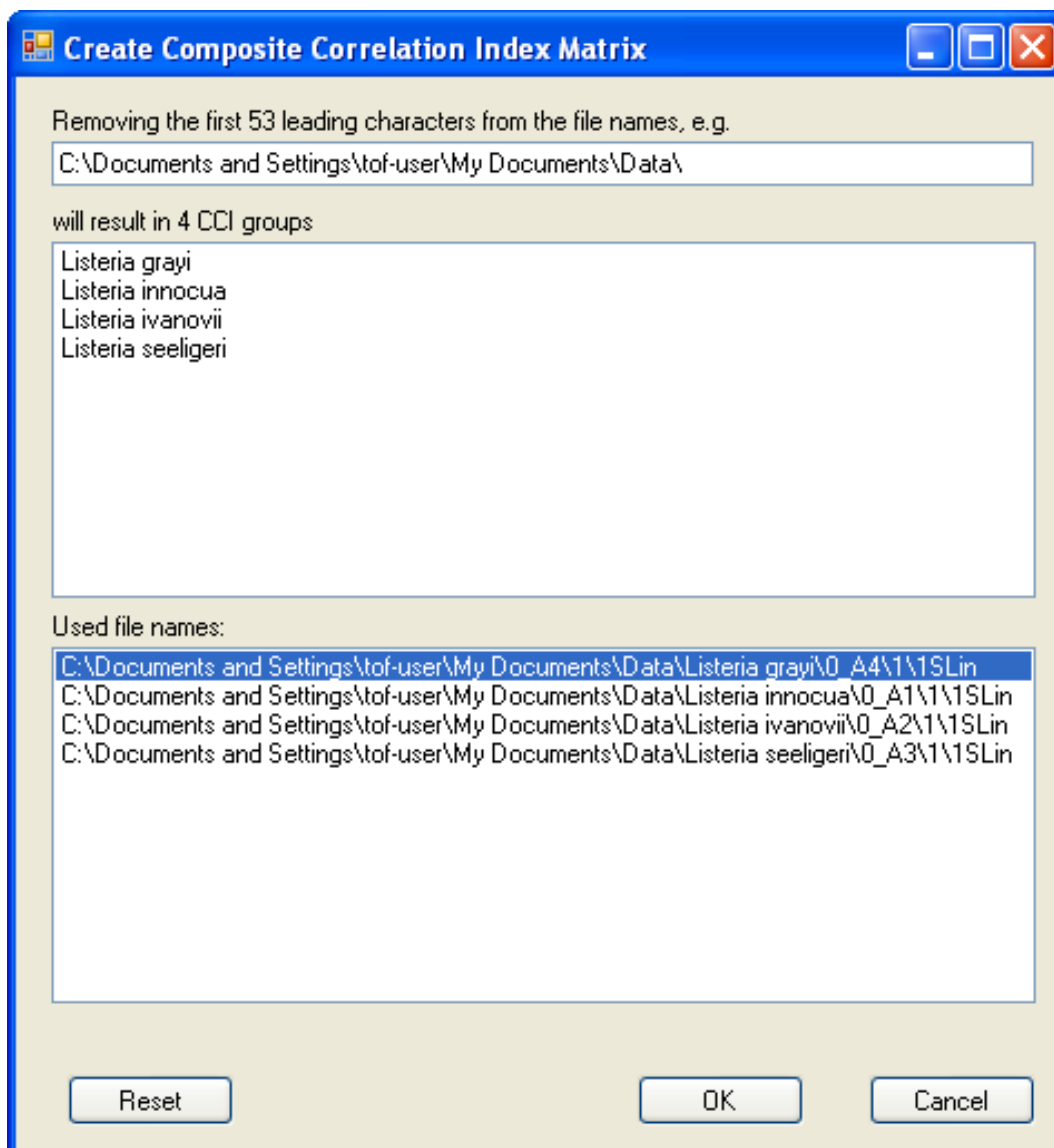 Create Composite Correlation Index Matrix
Removing the first 53 leading characters from the file names, e.g.
C:\Documents and Settings\tof-user\My Documents\Data\
will result in 4 CCI groups
Listeria grayi
Listeria innocua
Listeria ivanovii
Listeria seeligeri
Used file names:
C:\Documents and Settings\tof-user\My Documents\Data\Listeria grayi\0_A4\1\1SLin
C:\Documents and Settings\tof-user\My Documents\Data\Listeria innocua\0_A1\1\1SLin
C:\Documents and Settings\tof-user\My Documents\Data\Listeria ivanovii\0_A2\1\1SLin
C:\Documents and Settings\tof-user\My Documents\Data\Listeria seeligeri\0_A3\1\1SLin
Reset OK Cancel